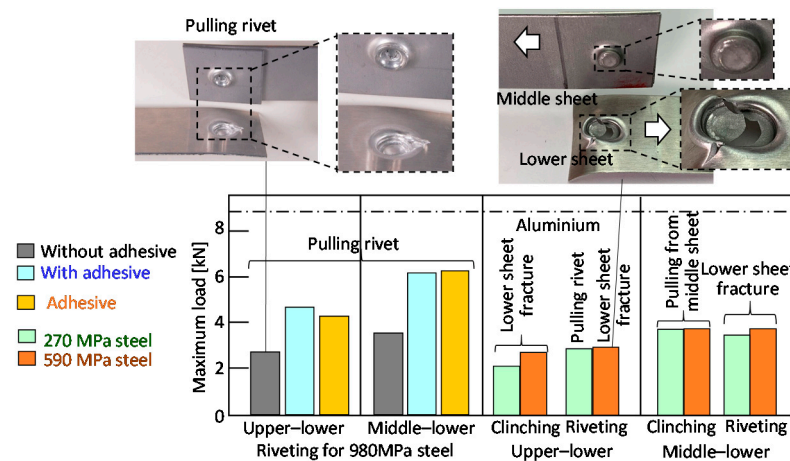 Pulling rivet
Middle sheet
Lower sheet
Without adhesive
With adhesive
Adhesive
270 MPa steel
590 MPa steel
Maximum load [kN]
8
6
4
2
0
Pulling rivet
Aluminium
Lower sheet
fracture
Pulling rivet
Lower sheet
fracture
Pulling from
middle sheet
Lower sheet
fracture
Upper–lower
Middle–lower
Clinching
Riveting
Clinching
Riveting
Riveting for 980MPa steel
Upper–lower
Middle–lower